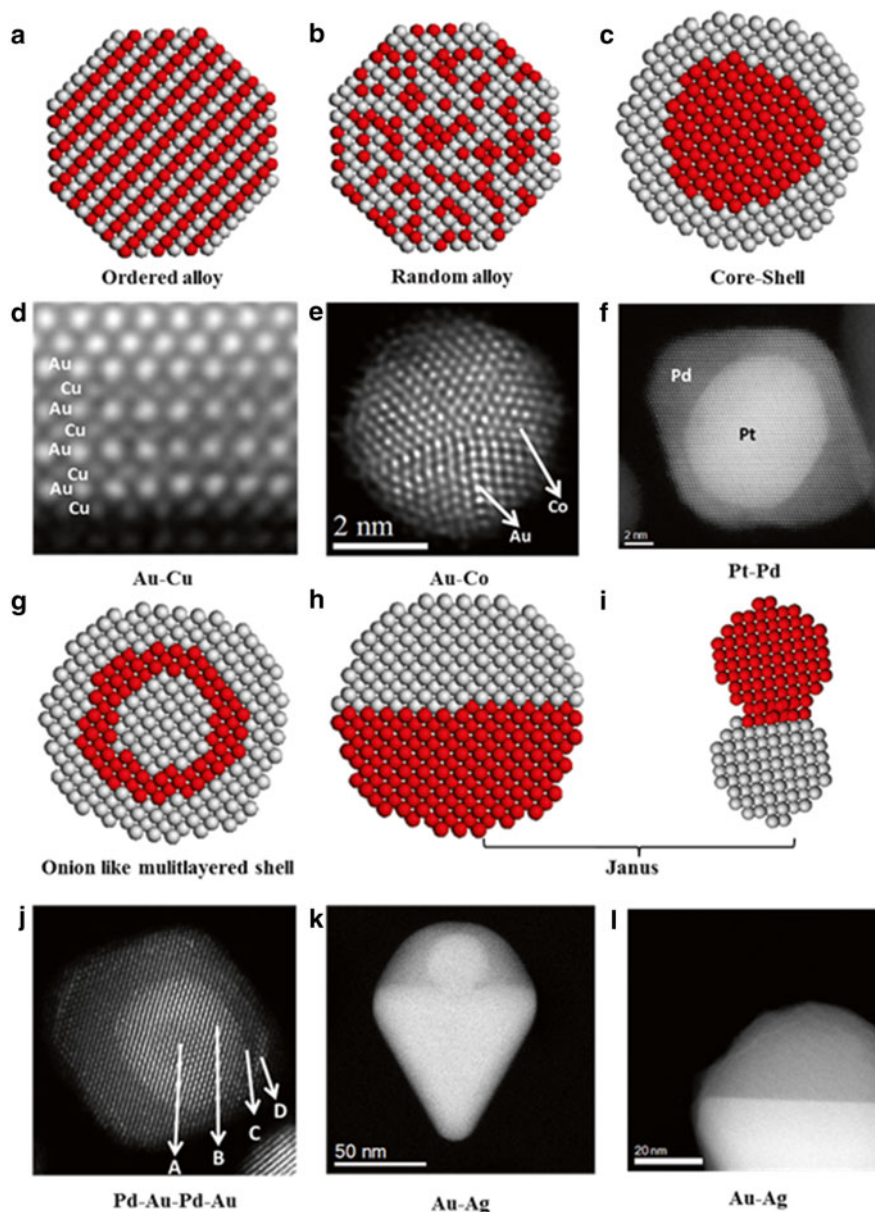 a
b
c
Ordered alloy
Random alloy
Core-Shell
d
e
f
Au
Cu
Au
Cu
Au
Cu
Au
Cu
2 nm
Au
Co
Pd
Pt
2 nm
Au-Cu
Au-Co
Pt-Pd
g
h
i
Onion like mulitlayered shell
Janus
j
k
l
A
B
C
D
50 nm
20 nm
Pd-Au-Pd-Au
Au-Ag
Au-Ag